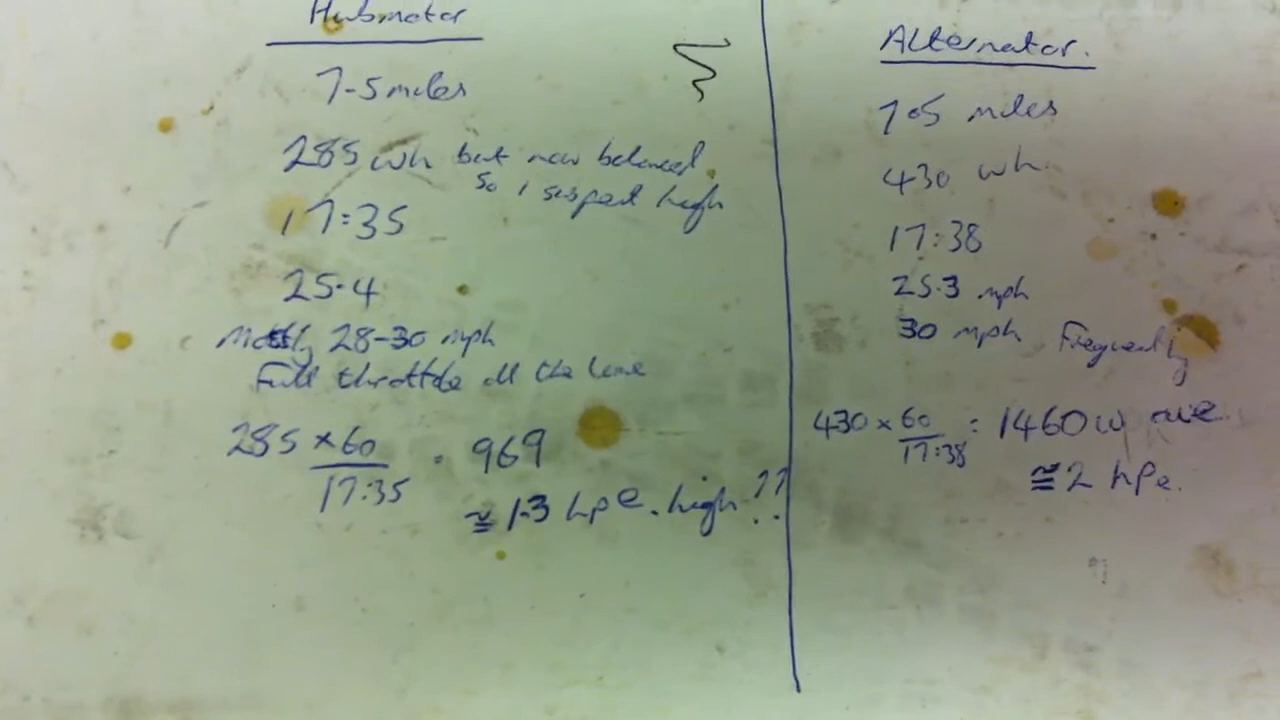 Hubmotor
7-5 miles
285 wh but now balanced
so I suspect high
17:35
25.4
Mostly 28-30 mph
Full throttle all the time
285 x 60 = 969
17:35
≅ 1.3 hpe. high ??
Alternator.
7.5 miles
430 wh.
17:38
25.3 mph
30 mph Frequently
430 x 60 = 1460 w ave.
17:38
≅ 2 hpe.